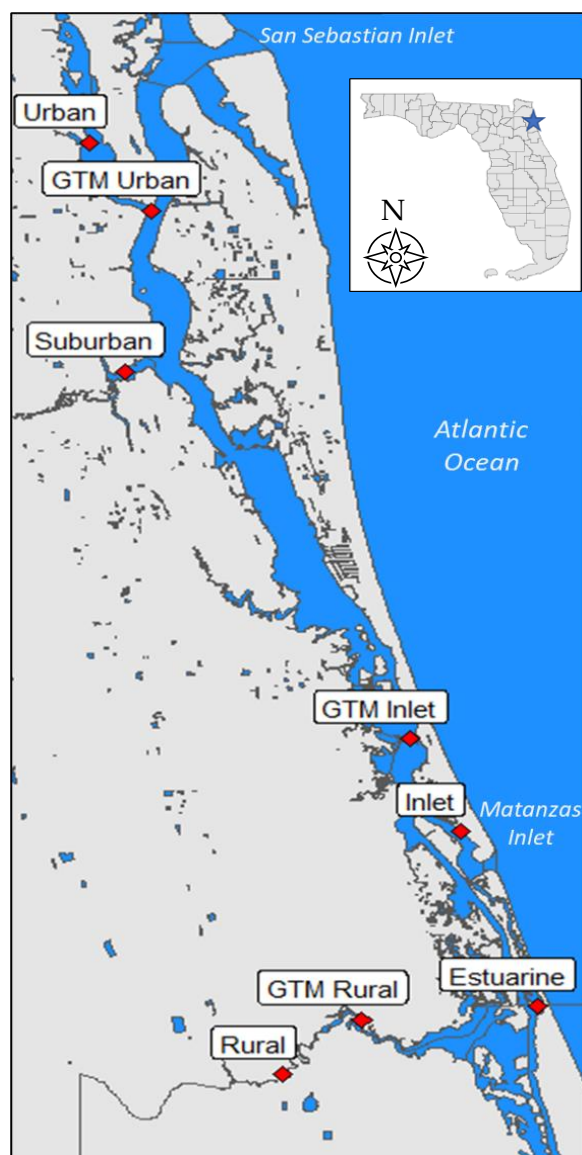 San Sebastian Inlet
Urban
GTM Urban
N
Suburban
Atlantic
Ocean
GTM Inlet
Inlet
Matanzas
Inlet
Estuarine
GTM Rural
Rural